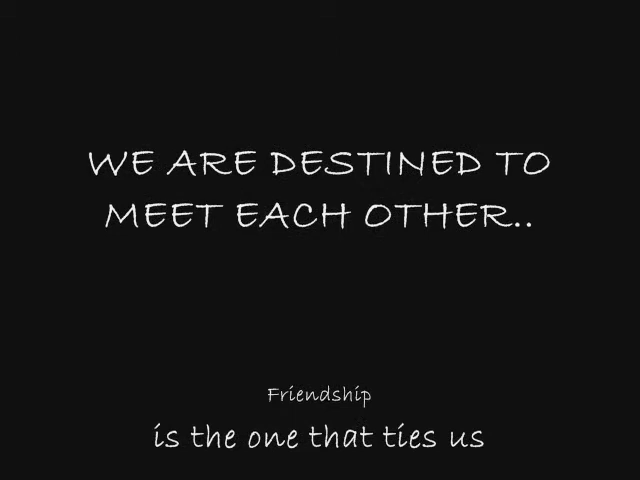 WE ARE DESTINED TO
MEET EACH OTHER..
Friendship
is the one that ties us